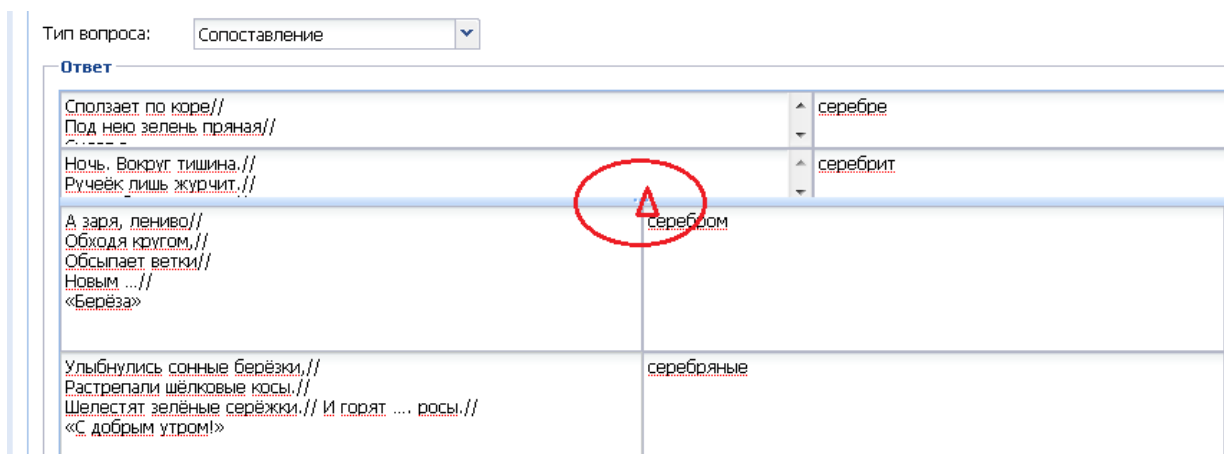 Тип вопроса: Сопоставление
Ответ
Сползает по коре//
Под нею зелень пряная//
серебре
Ночь. Вокруг тишина.//
Ручеёк лишь журчит.//
серебрит
А заря, лениво//
Обходя кругом,//
Обсыпает ветки//
Новым ...//
«Берёза»
серебром
Улыбнулись сонные берёзки,//
Растрепали шёлковые косы.//
Шелестят зелёные серёжки.// И горят .... росы.//
«С добрым утром!»
серебряные